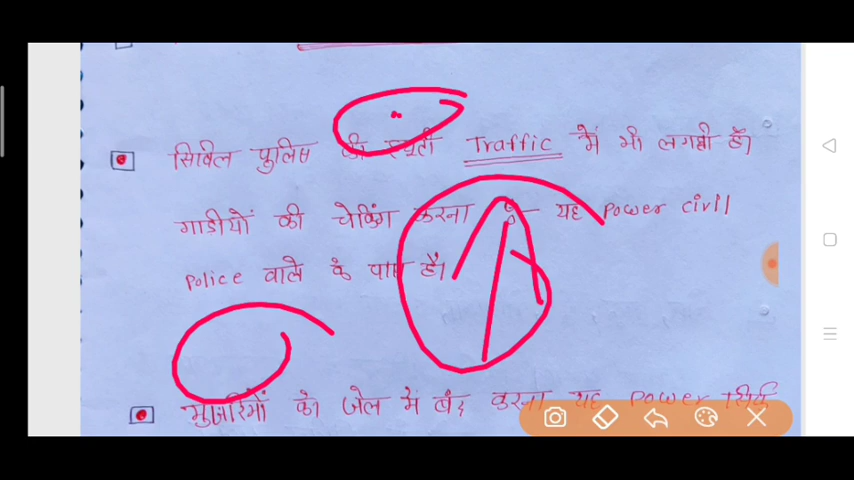 सिविल पुलिस की ड्यूटी Traffic में भी लगती है।
गाडीयों की चेकिंग करना – यह Power civil
Police वाले के पास है।
मुजरिमों को जेल में बंद करना यह Power सिर्फ